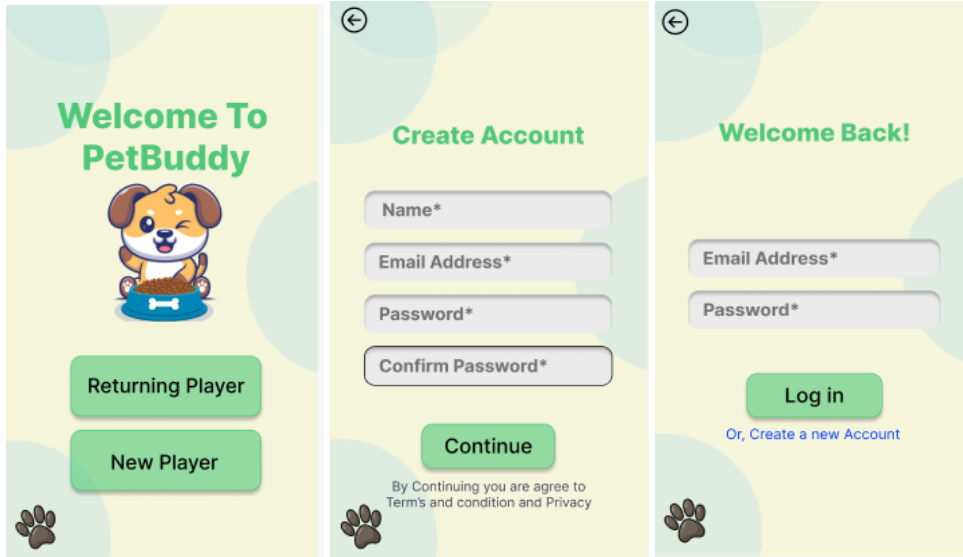 Welcome To
PetBuddy
Returning Player
New Player
Create Account
Name*
Email Address*
Password*
Confirm Password*
Continue
By Continuing you are agree to
Term's and condition and Privacy
Welcome Back!
Email Address*
Password*
Log in
Or, Create a new Account